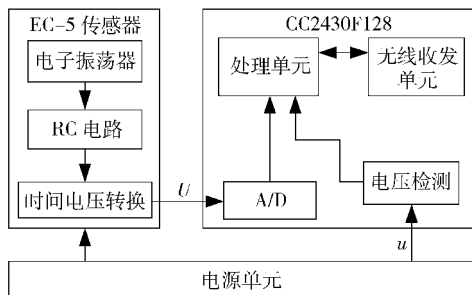 EC-5 传感器
电子振荡器
RC 电路
时间电压转换
U
CC2430F128
处理单元
无线收发
单元
A/D
电压检测
u
电源单元